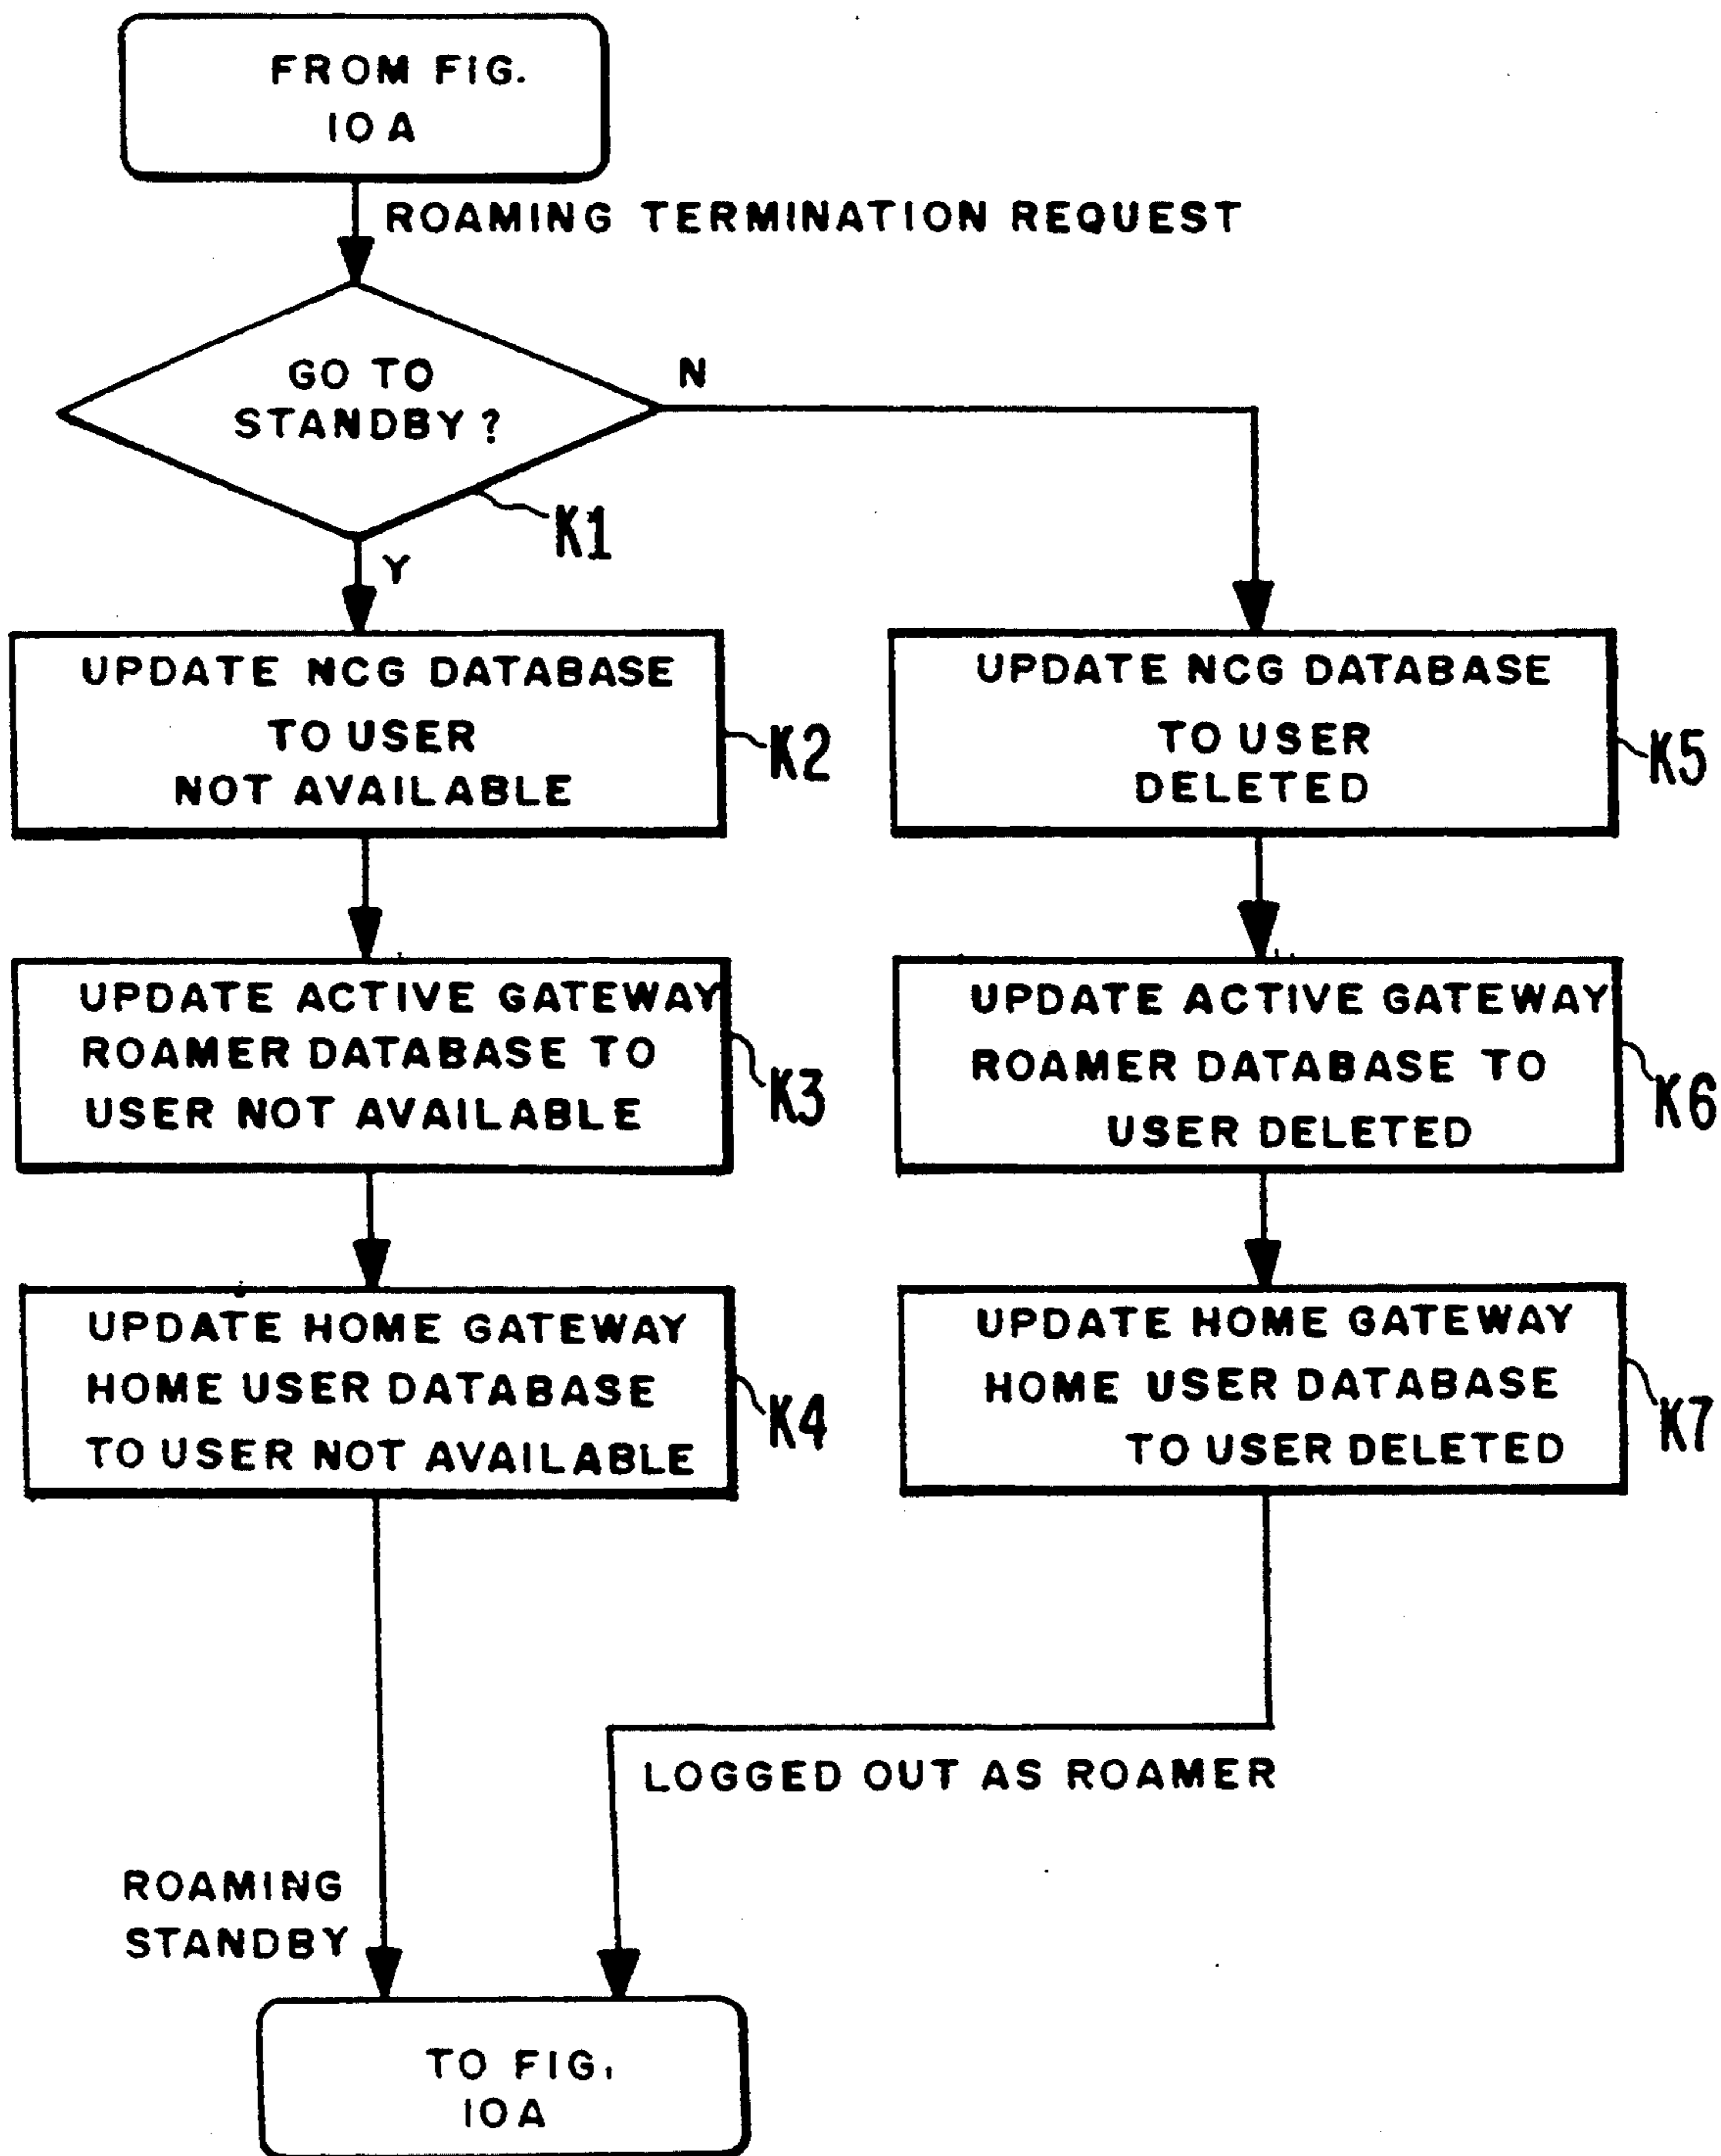 FROM FIG.
10A
ROAMING TERMINATION REQUEST
GO TO
STANDBY?
N
K1
Y
UPDATE NCG DATABASE
TO USER
NOT AVAILABLE
K2
UPDATE NCG DATABASE
TO USER
DELETED
K5
UPDATE ACTIVE GATEWAY
ROAMER DATABASE TO
USER NOT AVAILABLE
K3
UPDATE ACTIVE GATEWAY
ROAMER DATABASE TO
USER DELETED
K6
UPDATE HOME GATEWAY
HOME USER DATABASE
TO USER NOT AVAILABLE
K4
UPDATE HOME GATEWAY
HOME USER DATABASE
TO USER DELETED
K7
LOGGED OUT AS ROAMER
ROAMING
STANDBY
TO FIG.
10A